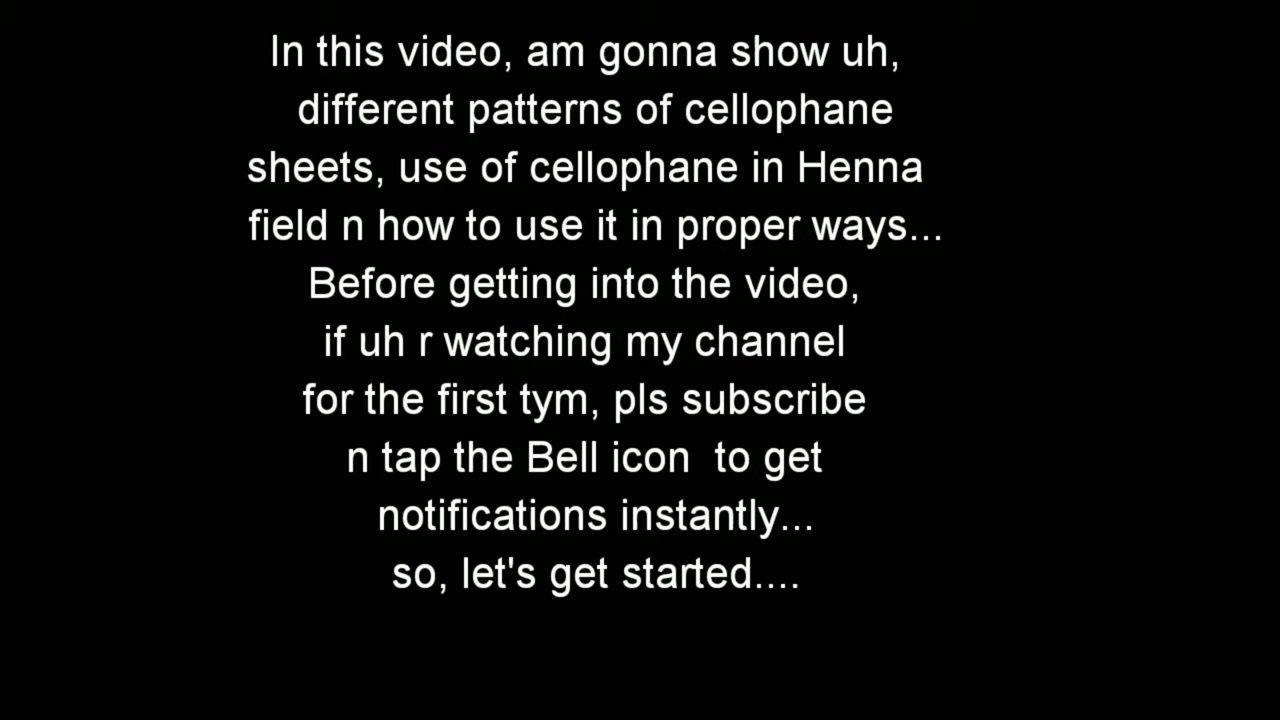 In this video, am gonna show uh,
different patterns of cellophane
sheets, use of cellophane in Henna
field n how to use it in proper ways...
Before getting into the video,
if uh r watching my channel
for the first tym, pls subscribe
n tap the Bell icon  to get
notifications instantly...
so, let's get started....